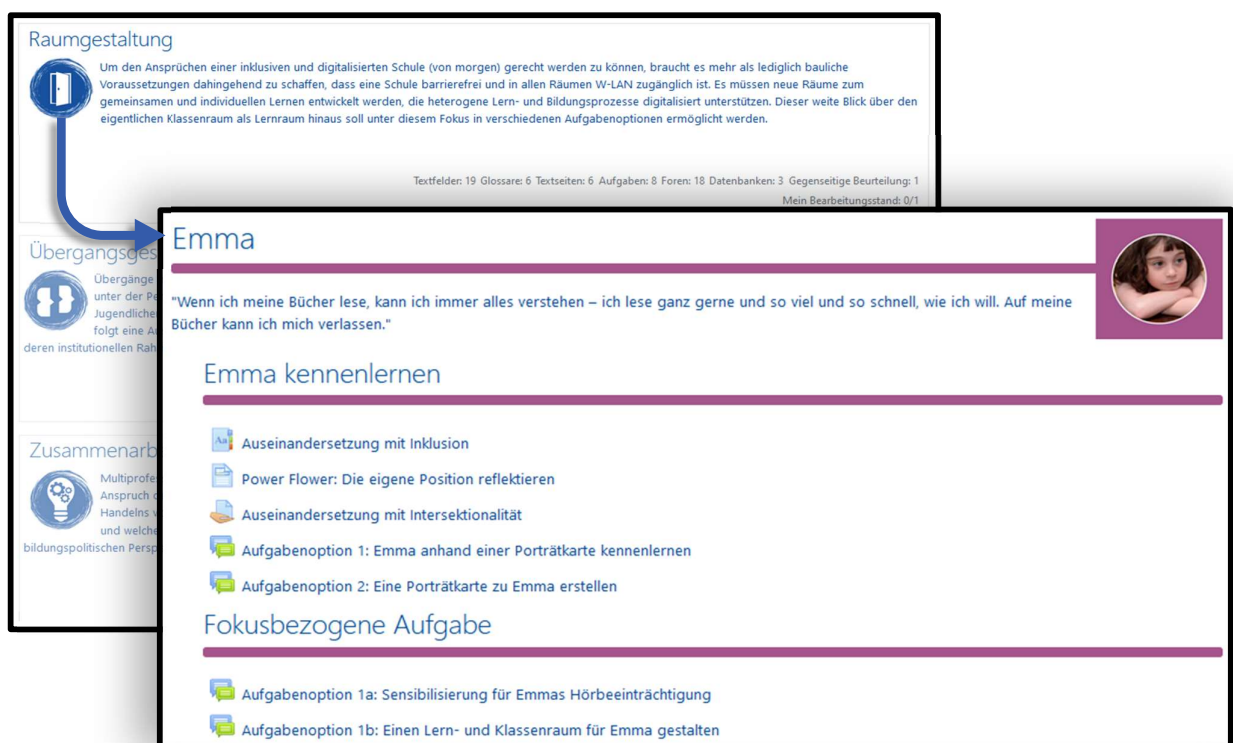 Raumgestaltung
Um den Ansprüchen einer inklusiven und digitalisierten Schule (von morgen) gerecht werden zu können, braucht es mehr als lediglich bauliche
Voraussetzungen dahingehend zu schaffen, dass eine Schule barrierefrei und in allen Räumen W-LAN zugänglich ist. Es müssen neue Räume zum
gemeinsamen und individuellen Lernen entwickelt werden, die heterogene Lern- und Bildungsprozesse digitalisiert unterstützen. Dieser weite Blick über den
eigentlichen Klassenraum als Lernraum hinaus soll unter diesem Fokus in verschiedenen Aufgabenoptionen ermöglicht werden.
Textfelder: 19 Glossare: 6 Textseiten: 6 Aufgaben: 8 Foren: 18 Datenbanken: 3 Gegenseitige Beurteilung: 1
Mein Bearbeitungsstand: 0/1
Übergangsges
Übergänge
unter der Pe
Jugendliche
folgt eine A
deren institutionellen Rah
Zusammenarb
Multiprofe
Anspruch
Handelns
und welche
bildungspolitischen Persp
Emma
"Wenn ich meine Bücher lese, kann ich immer alles verstehen – ich lese ganz gerne und so viel und so schnell, wie ich will. Auf meine
Bücher kann ich mich verlassen."
Emma kennenlernen
Aa
Auseinandersetzung mit Inklusion
Power Flower: Die eigene Position reflektieren
Auseinandersetzung mit Intersektionalität
Aufgabenoption 1: Emma anhand einer Porträtkarte kennenlernen
Aufgabenoption 2: Eine Porträtkarte zu Emma erstellen
Fokusbezogene Aufgabe
Aufgabenoption 1a: Sensibilisierung für Emmas Hörbeeinträchtigung
Aufgabenoption 1b: Einen Lern- und Klassenraum für Emma gestalten